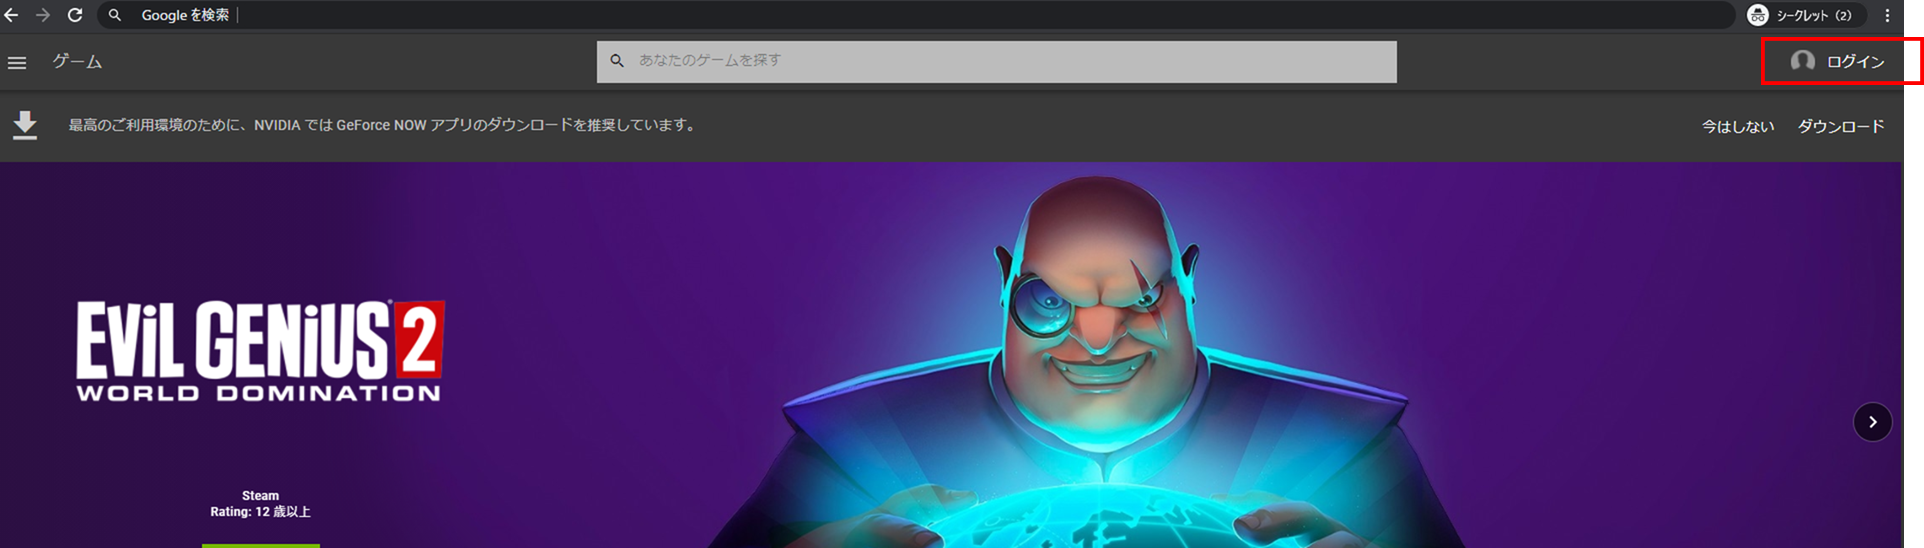 Google を検索
シークレット (2)
ゲーム
あなたのゲームを探す
ログイン
最高のご利用環境のために、NVIDIA では GeForce NOW アプリのダウンロードを推奨しています。
今はしない
ダウンロード
EVIL GENIUS 2
WORLD DOMINATION
Steam
Rating: 12 歳以上